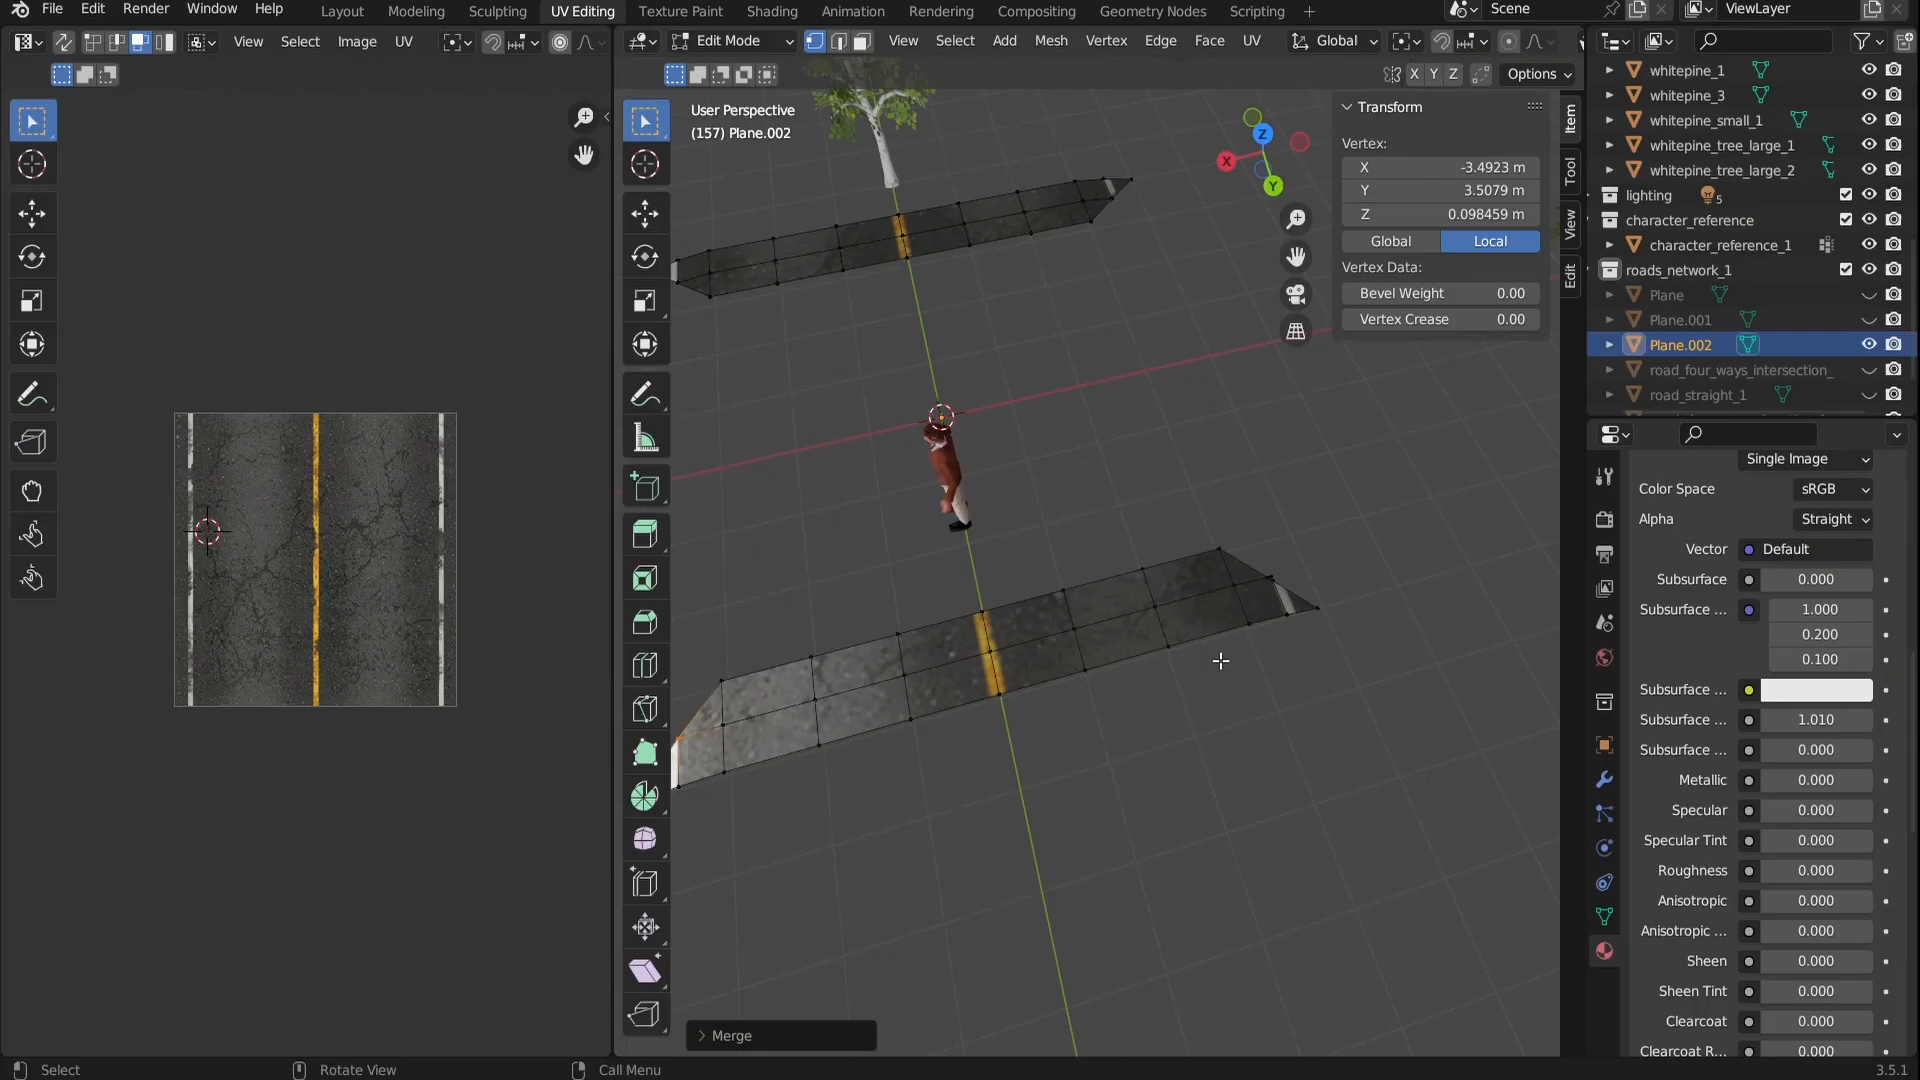 File Edit Render Window Help Layout Modeling Sculpting UV Editing Texture Paint Shading Animation Rendering Compositing Geometry Nodes Scripting + Scene ViewLayer
View Select Image UV
Edit Mode View Select Add Mesh Vertex Edge Face UV Global
X Y Z Options
User Perspective
(157) Plane.002
Z
X
Y
Transform
Vertex:
X -3.4923 m
Y 3.5079 m
Z 0.098459 m
Global Local
Vertex Data:
Bevel Weight 0.00
Vertex Crease 0.00
Item
Tool
View
Edit
Merge
whitepine_1
whitepine_3
whitepine_small_1
whitepine_tree_large_1
whitepine_tree_large_2
lighting 5
character_reference
character_reference_1
roads_network_1
Plane
Plane.001
Plane.002
road_four_ways_intersection_
road_straight_1
Single Image
Color Space sRGB
Alpha Straight
Vector Default
Subsurface 0.000
Subsurface ... 1.000
0.200
0.100
Subsurface ...
Subsurface ... 1.010
Subsurface ... 0.000
Metallic 0.000
Specular 0.000
Specular Tint 0.000
Roughness 0.000
Anisotropic 0.000
Anisotropic ... 0.000
Sheen 0.000
Sheen Tint 0.000
Clearcoat 0.000
Clearcoat R... 0.000
Select Rotate View Call Menu 3.5.1